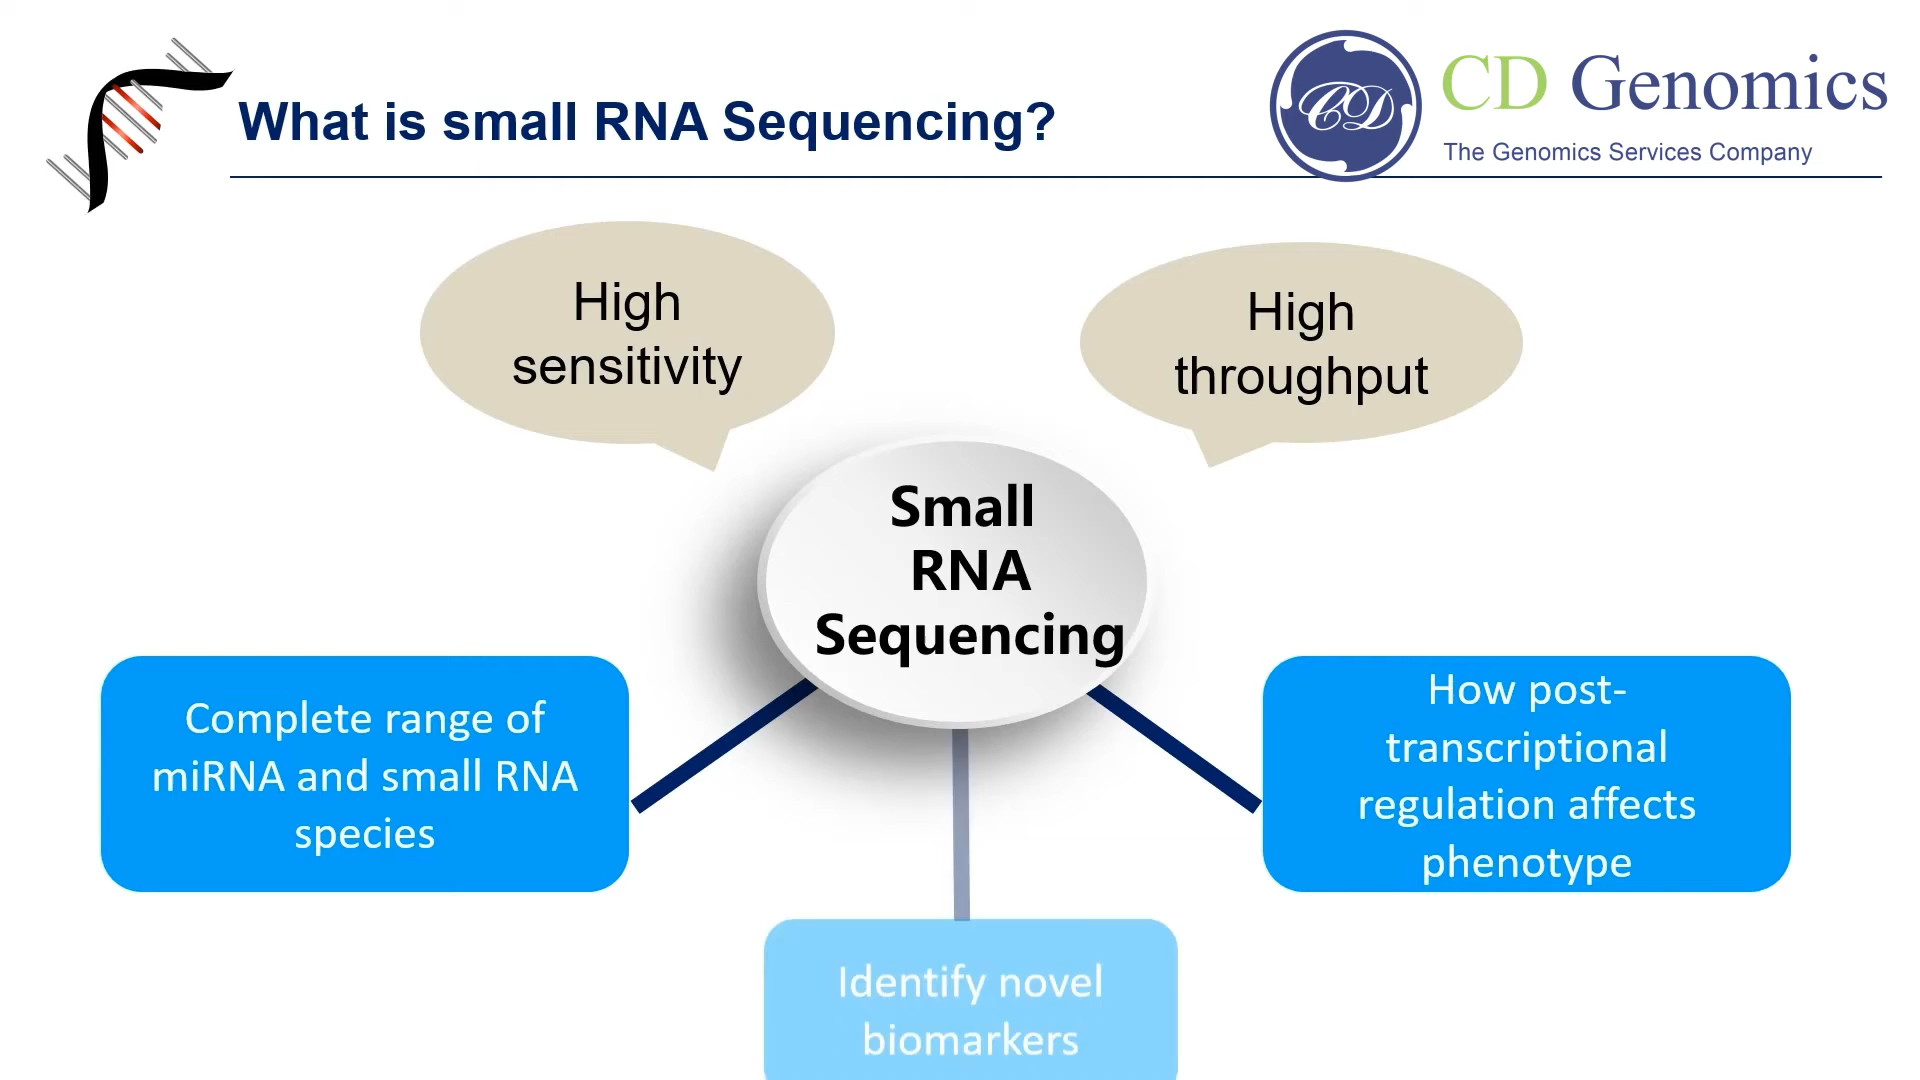 What is small RNA Sequencing?
CD
CD Genomics
The Genomics Services Company
High
sensitivity
High
throughput
Small
RNA
Sequencing
Complete range of
miRNA and small RNA
species
How post-
transcriptional
regulation affects
phenotype
Identify novel
biomarkers